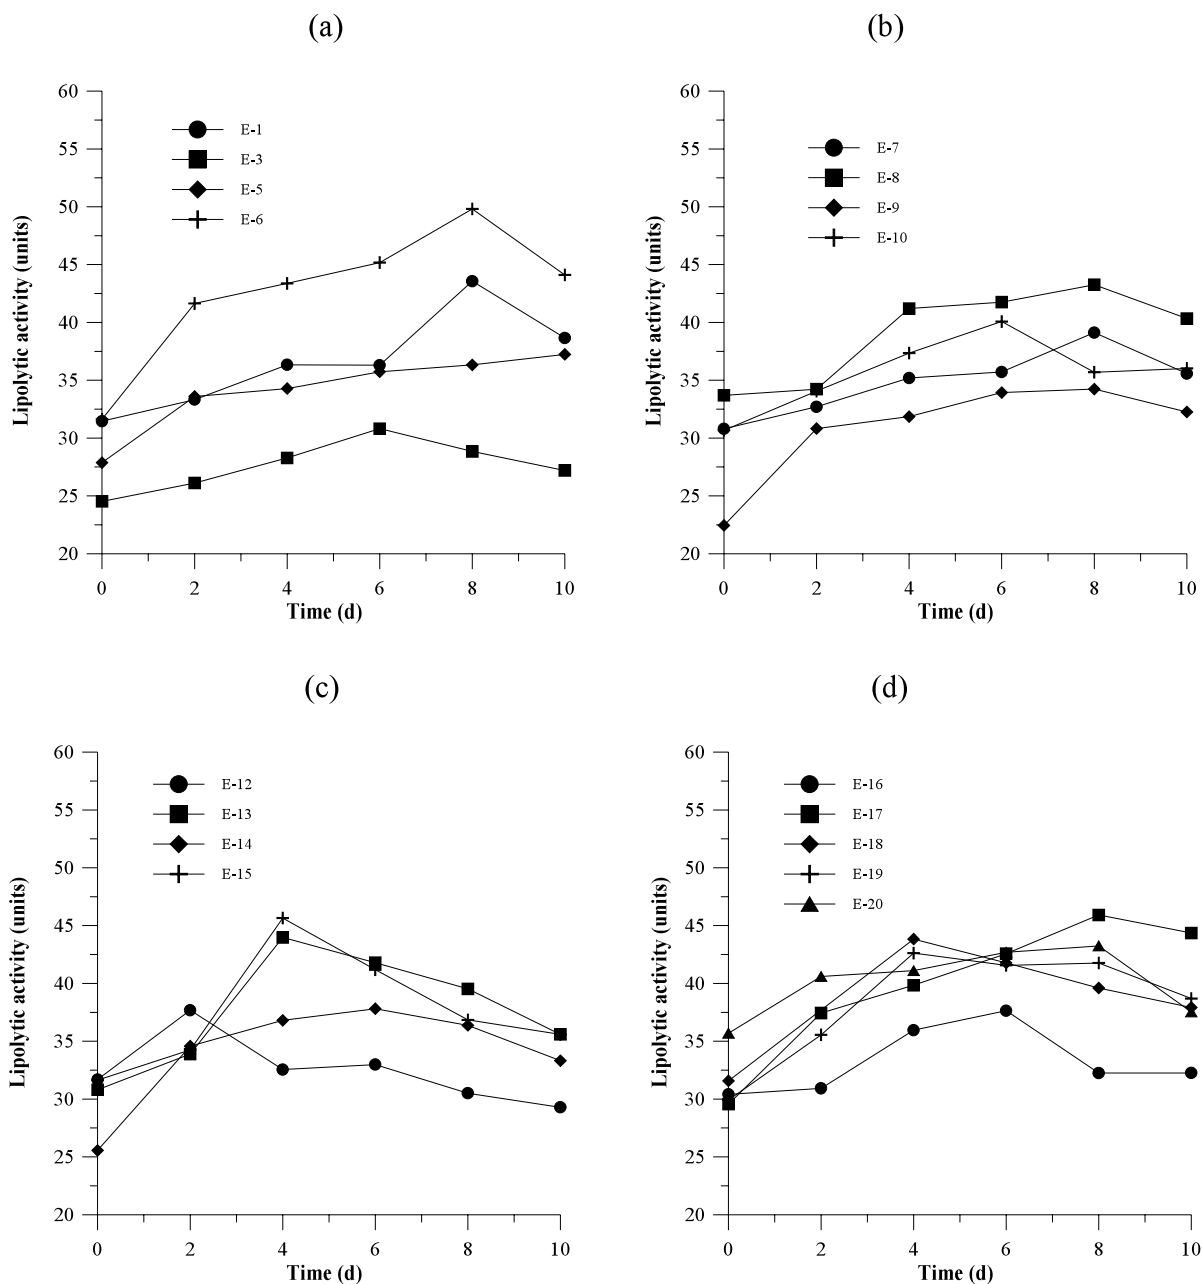 (a)
60
55
50
45
40
35
30
25
20
Lipolytic activity (units)
E-1
E-3
E-5
E-6
0 2 4 6 8 10
Time (d)
(b)
60
55
50
45
40
35
30
25
20
Lipolytic activity (units)
E-7
E-8
E-9
E-10
0 2 4 6 8 10
Time (d)
(c)
60
55
50
45
40
35
30
25
20
Lipolytic activity (units)
E-12
E-13
E-14
E-15
0 2 4 6 8 10
Time (d)
(d)
60
55
50
45
40
35
30
25
20
Lipolytic activity (units)
E-16
E-17
E-18
E-19
E-20
0 2 4 6 8 10
Time (d)